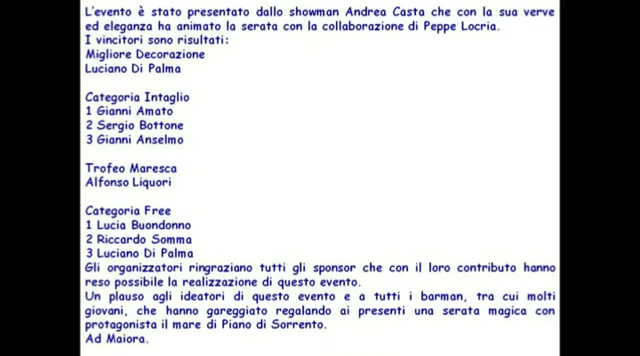 L'evento è stato presentato dallo showman Andrea Casta che con la sua verve
ed eleganza ha animato la serata con la collaborazione di Peppe Locria.
I vincitori sono risultati:
Migliore Decorazione
Luciano Di Palma
Categoria Intaglio
1 Gianni Amato
2 Sergio Bottone
3 Gianni Anselmo
Trofeo Maresca
Alfonso Liquori
Categoria Free
1 Lucia Buondonno
2 Riccardo Somma
3 Luciano Di Palma
Gli organizzatori ringraziano tutti gli sponsor che con il loro contributo hanno
reso possibile la realizzazione di questo evento.
Un plauso agli ideatori di questo evento e a tutti i barman, tra cui molti
giovani, che hanno gareggiato regalando ai presenti una serata magica con
protagonista il mare di Piano di Sorrento.
Ad Maiora.